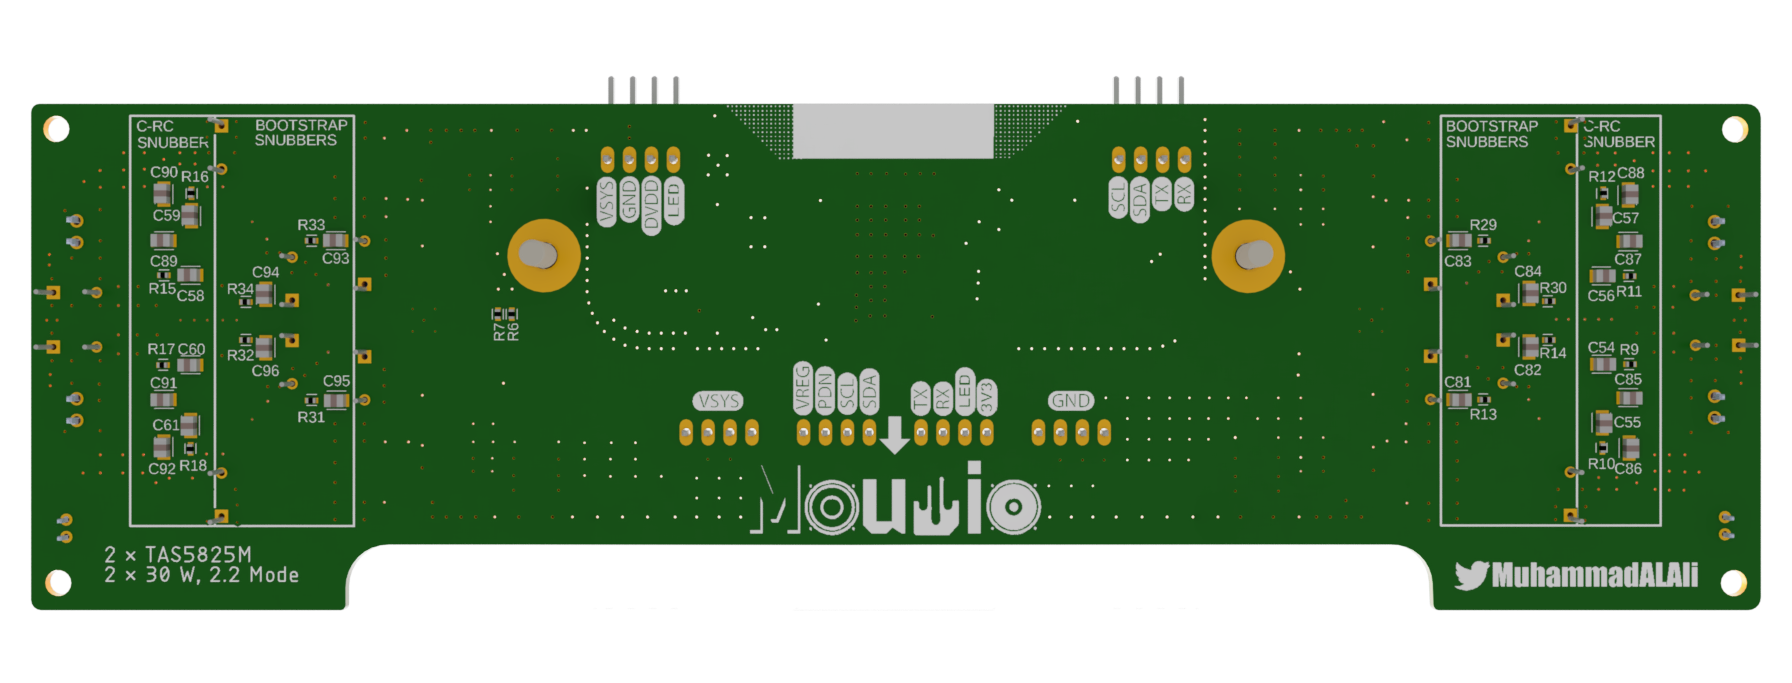 C-RC
SNUBBER
BOOTSTRAP
SNUBBERS
C90
R16
C59
C89
R15
C58
R33
C93
C94
R34
R32
C96
R17
C60
C91
C61
C92
R18
C95
R31
2 × TAS5825M
2 × 30 W, 2.2 Mode
VSYS
GND
DVDD
LED
R7
R6
SCL
SDA
TX
RX
VSYS
VREG
PDN
SCL
SDA
TX
RX
LED
3V3
GND
BOOTSTRAP
SNUBBERS
C-RC
SNUBBER
R12
C88
C57
C87
C56
R11
R29
C83
C84
R30
R14
C82
C81
R13
C54
R9
C85
C55
R10
C86
MuhammadALAli